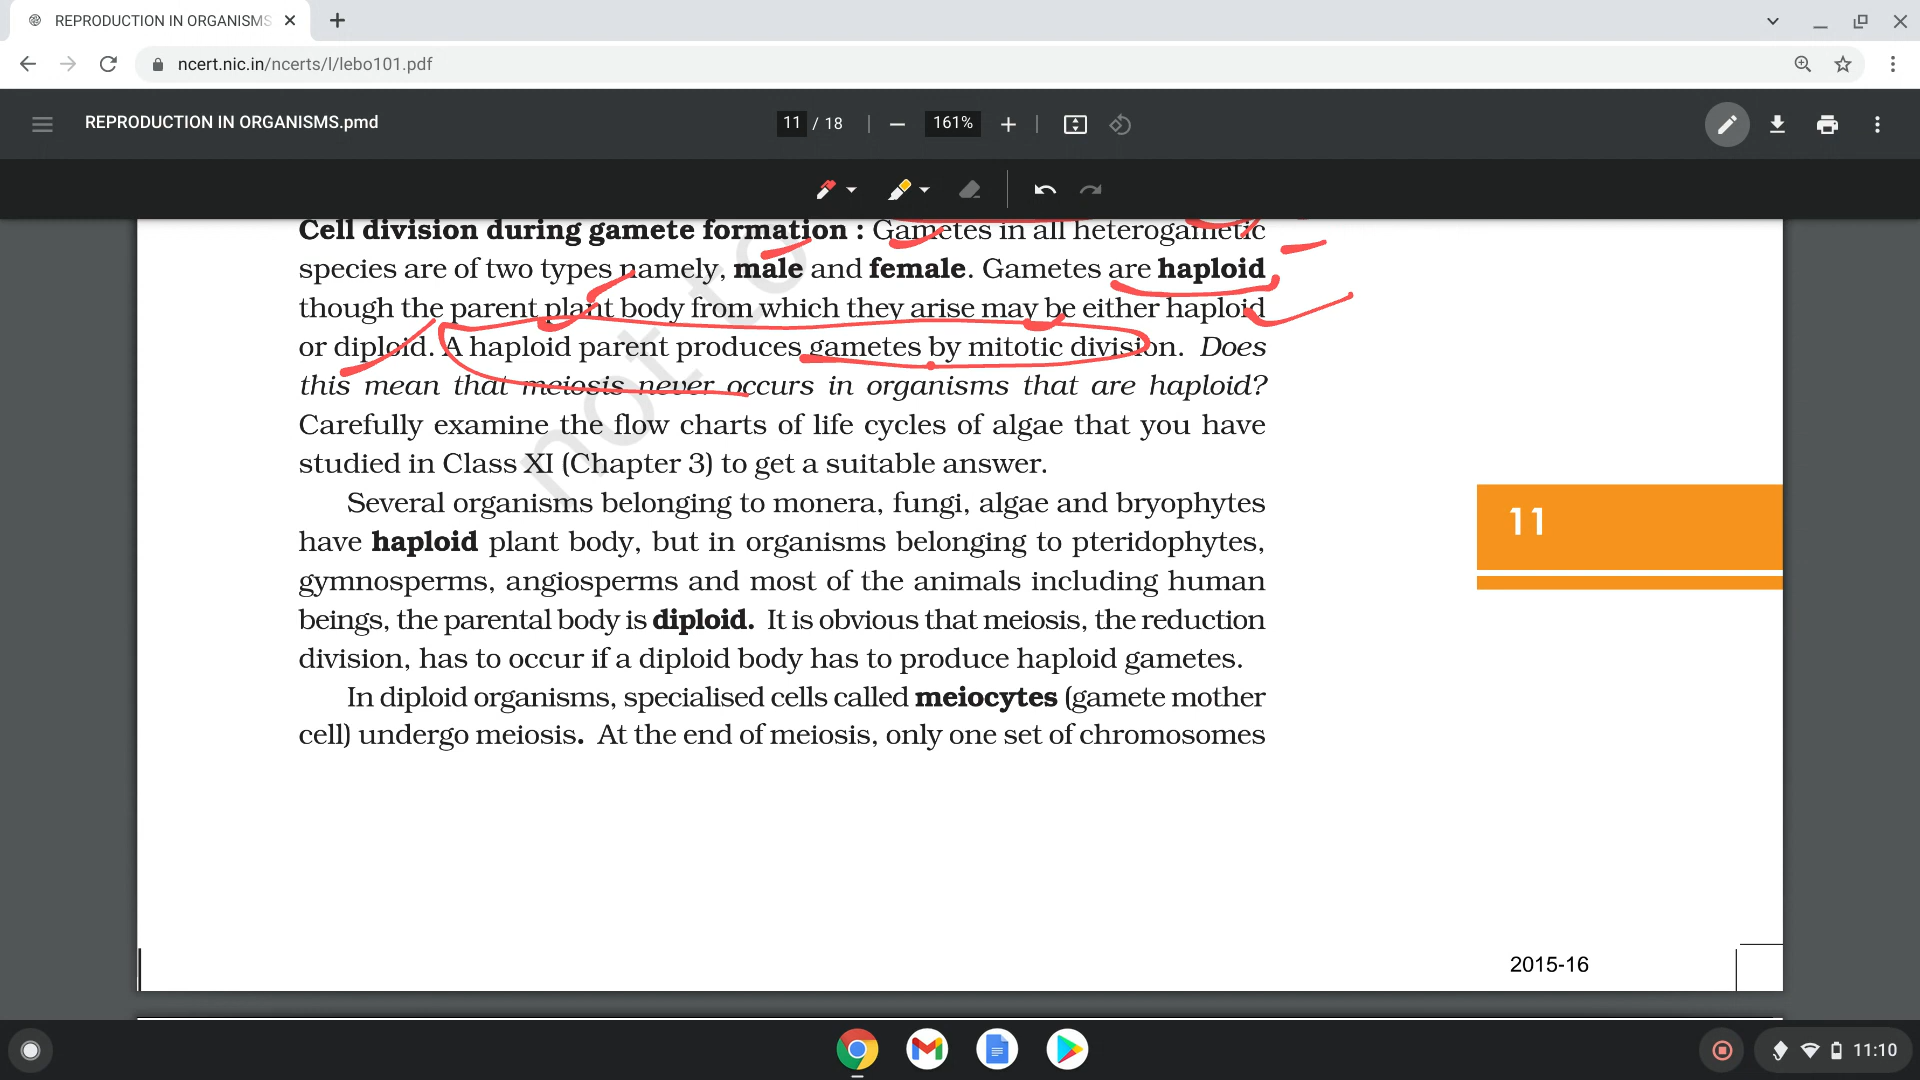 REPRODUCTION IN ORGANISMS
ncert.nic.in/ncerts/l/lebo101.pdf
REPRODUCTION IN ORGANISMS.pmd
11 / 18
161%
Cell division during gamete formation : Gametes in all heterogametic
species are of two types namely, male and female. Gametes are haploid
though the parent plant body from which they arise may be either haploid
or diploid. A haploid parent produces gametes by mitotic division. Does
this mean that meiosis never occurs in organisms that are haploid?
Carefully examine the flow charts of life cycles of algae that you have
studied in Class XI (Chapter 3) to get a suitable answer.
Several organisms belonging to monera, fungi, algae and bryophytes
have haploid plant body, but in organisms belonging to pteridophytes,
gymnosperms, angiosperms and most of the animals including human
beings, the parental body is diploid. It is obvious that meiosis, the reduction
division, has to occur if a diploid body has to produce haploid gametes.
In diploid organisms, specialised cells called meiocytes (gamete mother
cell) undergo meiosis. At the end of meiosis, only one set of chromosomes
not to
11
2015-16
11:10